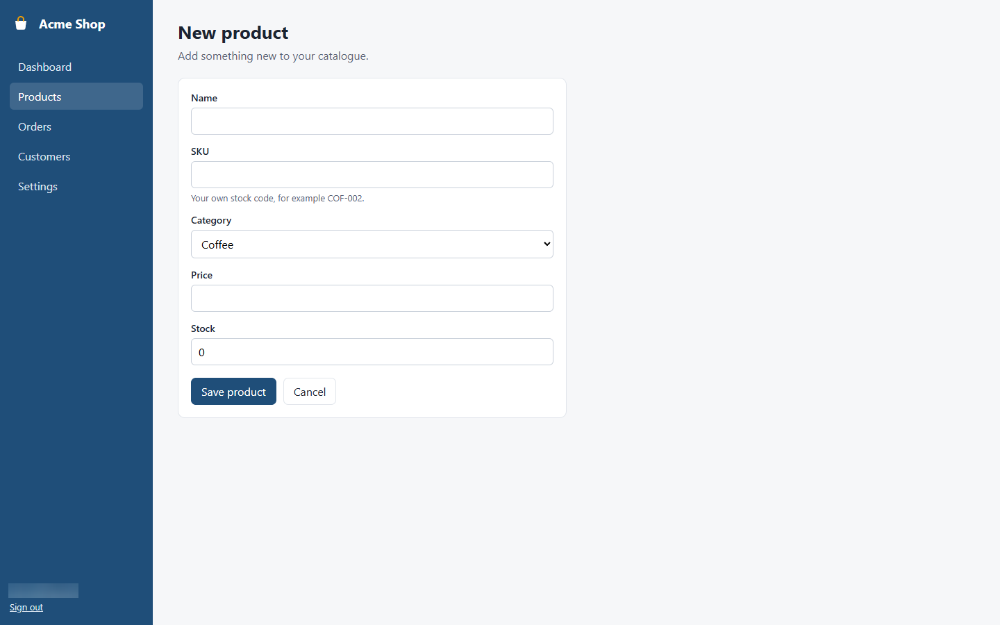 Acme Shop
Dashboard
Products
Orders
Customers
Settings
Sign out
New product
Add something new to your catalogue.
Name
SKU
Your own stock code, for example COF-002.
Category
Coffee
Price
Stock
0
Save product
Cancel